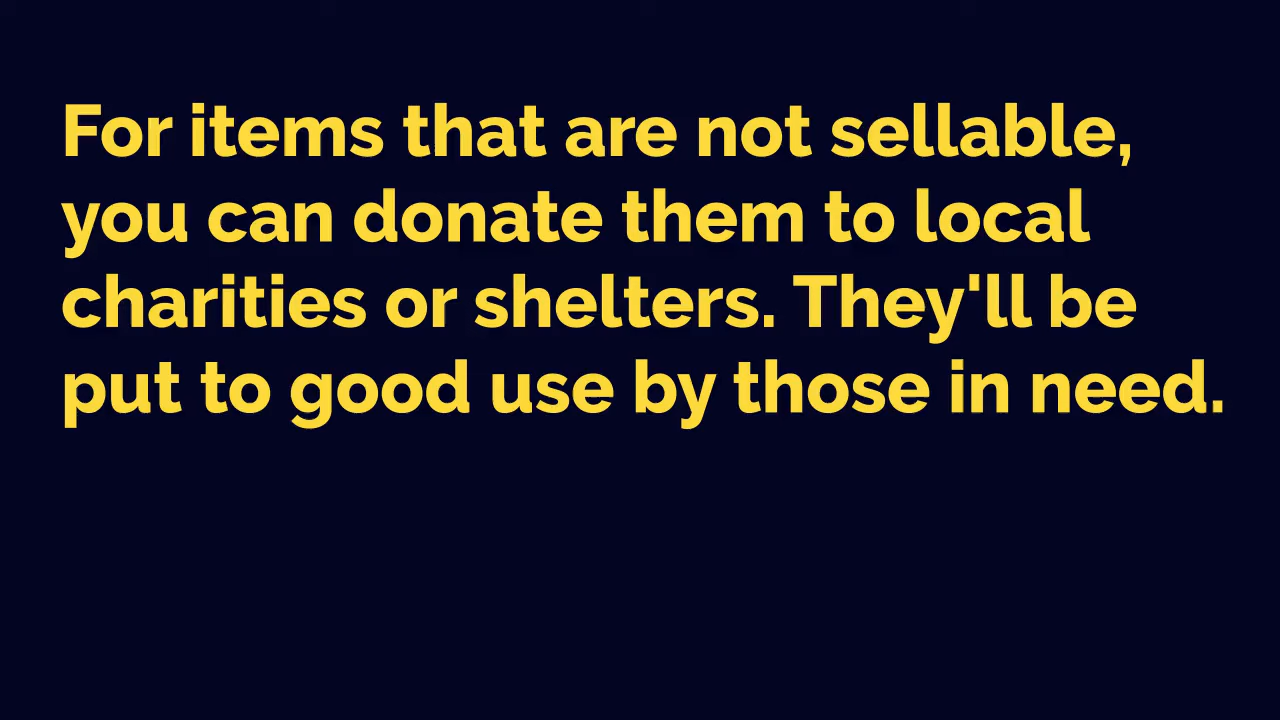 For items that are not sellable,
you can donate them to local
charities or shelters. They'll be
put to good use by those in need.